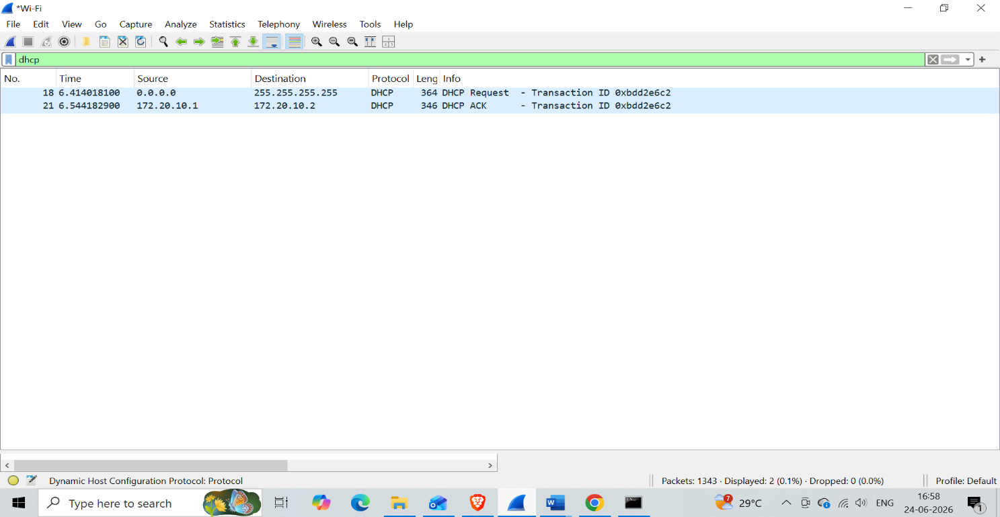 *Wi-Fi
File Edit View Go Capture Analyze Statistics Telephony Wireless Tools Help
dhcp
No. Time Source Destination Protocol Leng Info
18 6.414018100 0.0.0.0 255.255.255.255 DHCP 364 DHCP Request - Transaction ID 0xbdd2e6c2
21 6.544182900 172.20.10.1 172.20.10.2 DHCP 346 DHCP ACK - Transaction ID 0xbdd2e6c2
Dynamic Host Configuration Protocol: Protocol Packets: 1343 · Displayed: 2 (0.1%) · Dropped: 0 (0.0%) Profile: Default
Type here to search 7 29°C ENG 16:58
24-06-2026 1